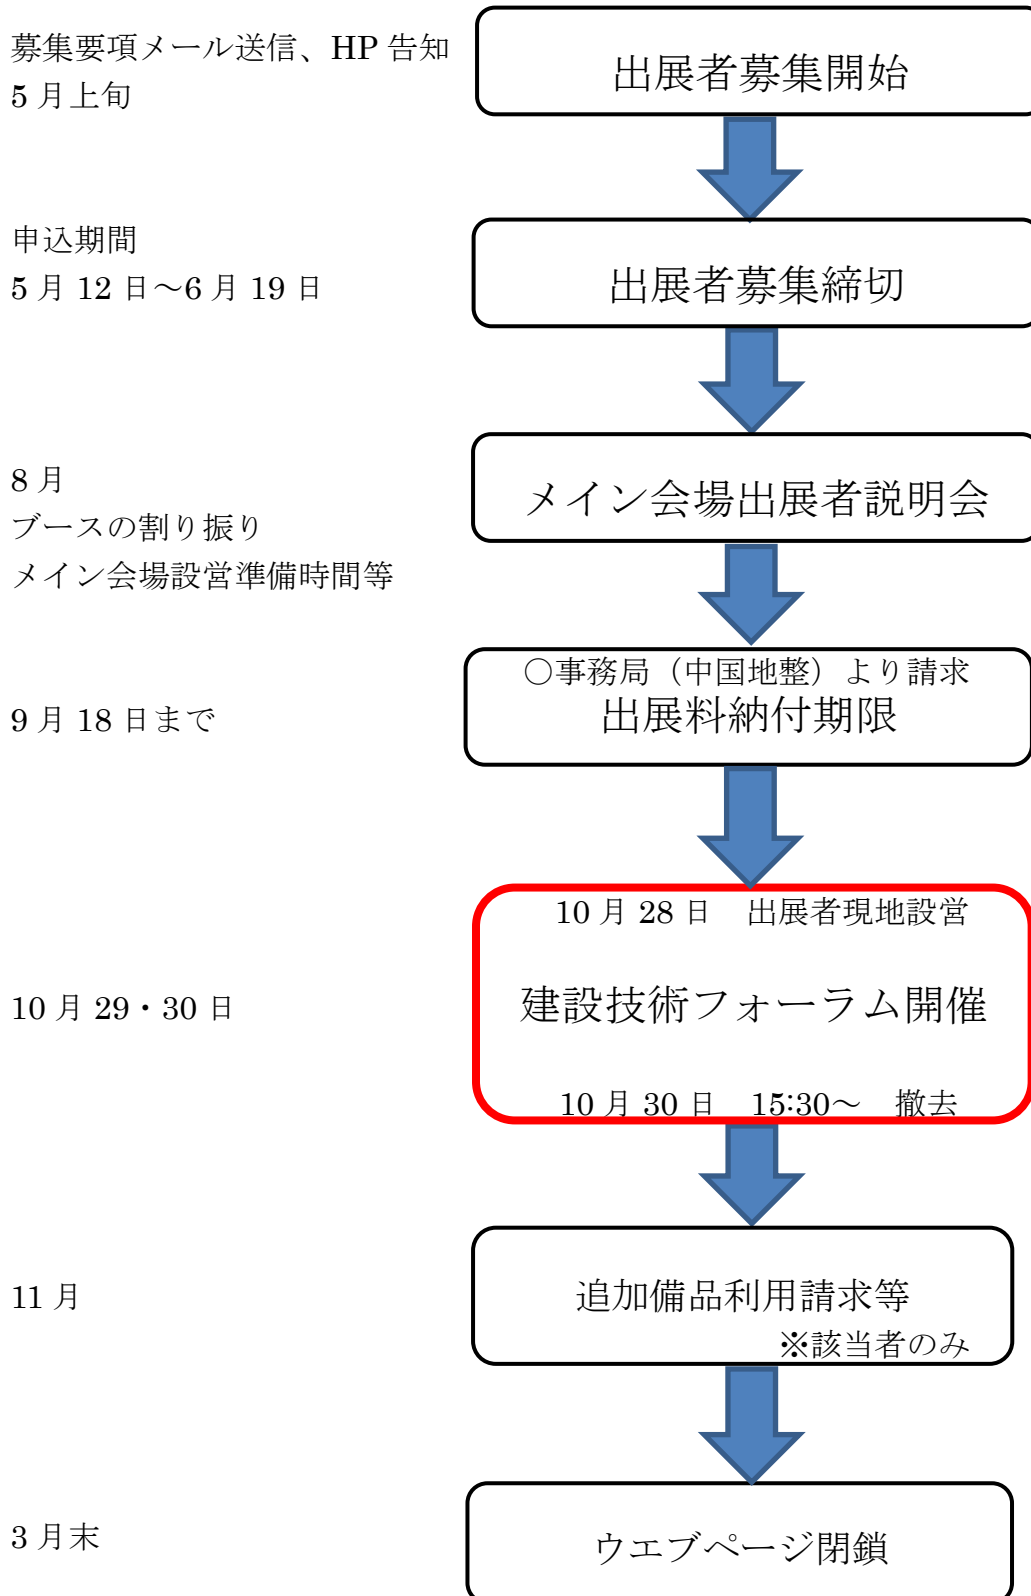 募集要項メール送信、HP 告知
5 月上旬
出展者募集開始
申込期間
5 月 12 日～6 月 19 日
出展者募集締切
8 月
ブースの割り振り
メイン会場設営準備時間等
メイン会場出展者説明会
9 月 18 日まで
○事務局（中国地整）より請求
出展料納付期限
10 月 29・30 日
10 月 28 日　出展者現地設営
建設技術フォーラム開催
10 月 30 日　15:30～　撤去
11 月
追加備品利用請求等
※該当者のみ
3 月末
ウエブページ閉鎖